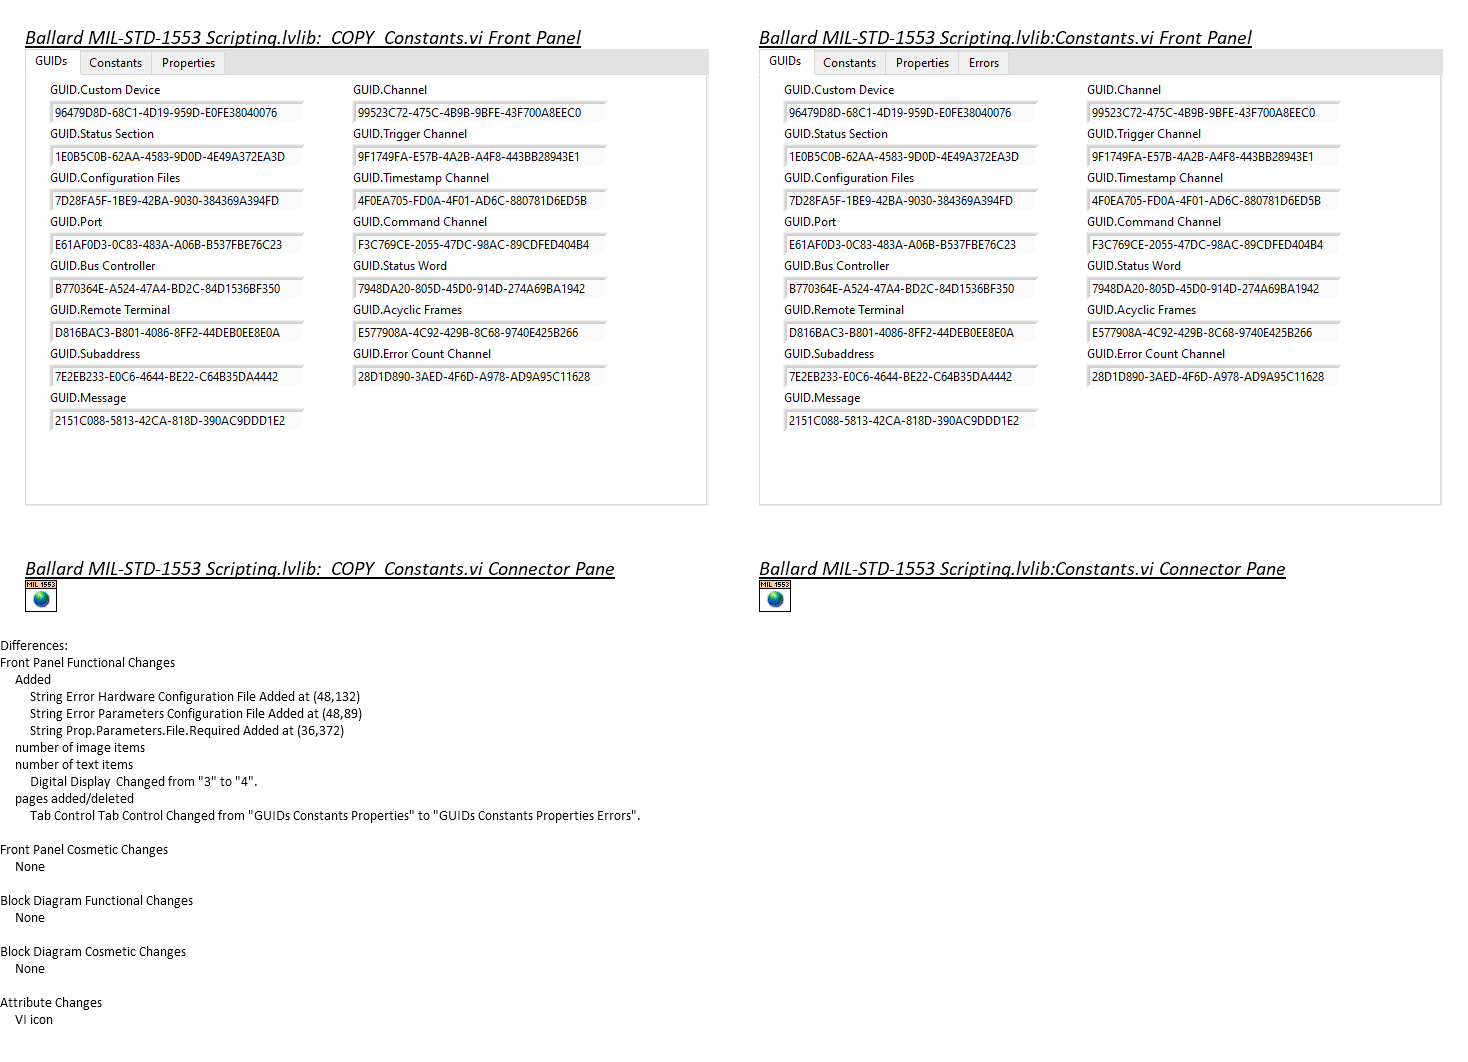 Ballard MIL-STD-1553 Scripting.lvlib:_COPY_Constants.vi Front Panel
GUIDs Constants Properties
GUID.Custom Device GUID.Channel
96479D8D-68C1-4D19-959D-E0FE38040076 99523C72-475C-4B9B-9BFE-43F700A8EEC0
GUID.Status Section GUID.Trigger Channel
1E0B5C0B-62AA-4583-9D0D-4E49A372EA3D 9F1749FA-E57B-4A2B-A4F8-443BB28943E1
GUID.Configuration Files GUID.Timestamp Channel
7D28FA5F-1BE9-42BA-9030-384369A394FD 4F0EA705-FD0A-4F01-AD6C-880781D6ED5B
GUID.Port GUID.Command Channel
E61AF0D3-0C83-483A-A06B-B537FBE76C23 F3C769CE-2055-47DC-98AC-89CDFED404B4
GUID.Bus Controller GUID.Status Word
B770364E-A524-47A4-BD2C-84D1536BF350 7948DA20-805D-45D0-914D-274A69BA1942
GUID.Remote Terminal GUID.Acyclic Frames
D816BAC3-B801-4086-8FF2-44DEB0EE8E0A E577908A-4C92-429B-8C68-9740E425B266
GUID.Subaddress GUID.Error Count Channel
7E2EB233-E0C6-4644-BE22-C64B35DA4442 28D1D890-3AED-4F6D-A978-AD9A95C11628
GUID.Message
2151C088-5813-42CA-818D-390AC9DDD1E2
Ballard MIL-STD-1553 Scripting.lvlib:Constants.vi Front Panel
GUIDs Constants Properties Errors
GUID.Custom Device GUID.Channel
96479D8D-68C1-4D19-959D-E0FE38040076 99523C72-475C-4B9B-9BFE-43F700A8EEC0
GUID.Status Section GUID.Trigger Channel
1E0B5C0B-62AA-4583-9D0D-4E49A372EA3D 9F1749FA-E57B-4A2B-A4F8-443BB28943E1
GUID.Configuration Files GUID.Timestamp Channel
7D28FA5F-1BE9-42BA-9030-384369A394FD 4F0EA705-FD0A-4F01-AD6C-880781D6ED5B
GUID.Port GUID.Command Channel
E61AF0D3-0C83-483A-A06B-B537FBE76C23 F3C769CE-2055-47DC-98AC-89CDFED404B4
GUID.Bus Controller GUID.Status Word
B770364E-A524-47A4-BD2C-84D1536BF350 7948DA20-805D-45D0-914D-274A69BA1942
GUID.Remote Terminal GUID.Acyclic Frames
D816BAC3-B801-4086-8FF2-44DEB0EE8E0A E577908A-4C92-429B-8C68-9740E425B266
GUID.Subaddress GUID.Error Count Channel
7E2EB233-E0C6-4644-BE22-C64B35DA4442 28D1D890-3AED-4F6D-A978-AD9A95C11628
GUID.Message
2151C088-5813-42CA-818D-390AC9DDD1E2
Ballard MIL-STD-1553 Scripting.lvlib:_COPY_Constants.vi Connector Pane
MIL 1553
Ballard MIL-STD-1553 Scripting.lvlib:Constants.vi Connector Pane
MIL 1553
Differences:
Front Panel Functional Changes
Added
String Error Hardware Configuration File Added at (48,132)
String Error Parameters Configuration File Added at (48,89)
String Prop.Parameters.File.Required Added at (36,372)
number of image items
number of text items
Digital Display  Changed from "3" to "4".
pages added/deleted
Tab Control Tab Control Changed from "GUIDs Constants Properties" to "GUIDs Constants Properties Errors".
Front Panel Cosmetic Changes
None
Block Diagram Functional Changes
None
Block Diagram Cosmetic Changes
None
Attribute Changes
VI icon